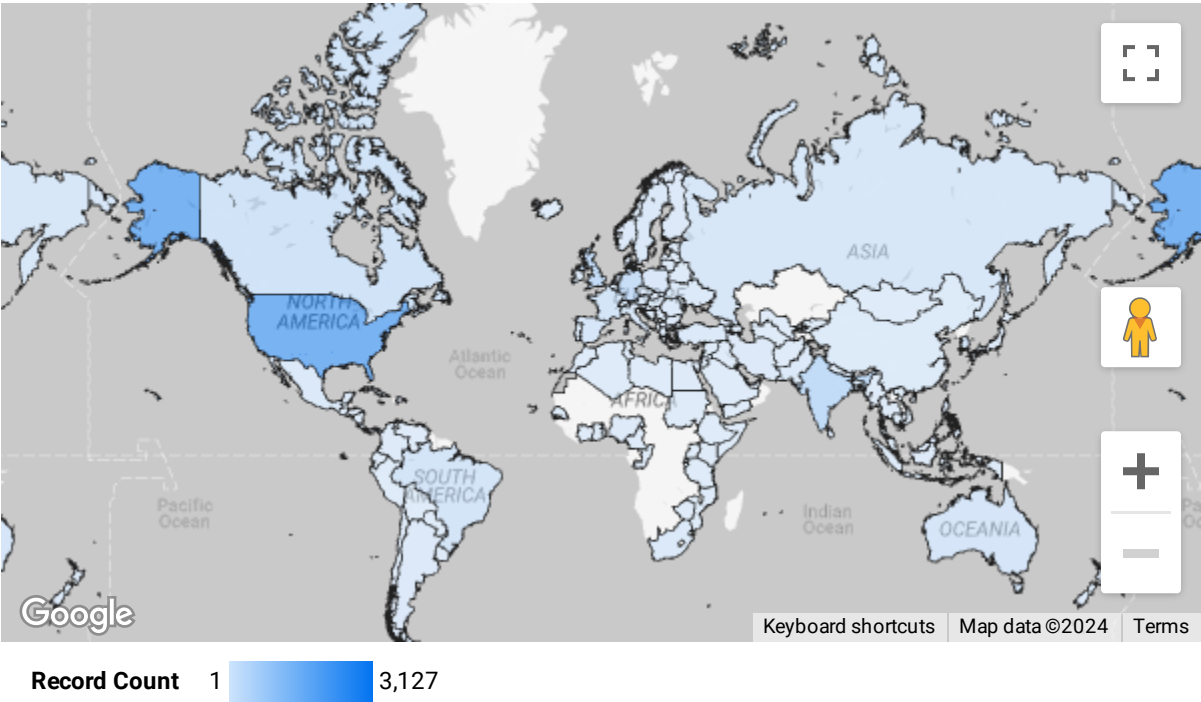 ASIA
NORTH
AMERICA
Atlantic
Ocean
AFRICA
SOUTH
AMERICA
Pacific
Ocean
Indian
Ocean
OCEANIA
Google
Keyboard shortcuts
Map data ©2024
Terms
Record Count
1
3,127